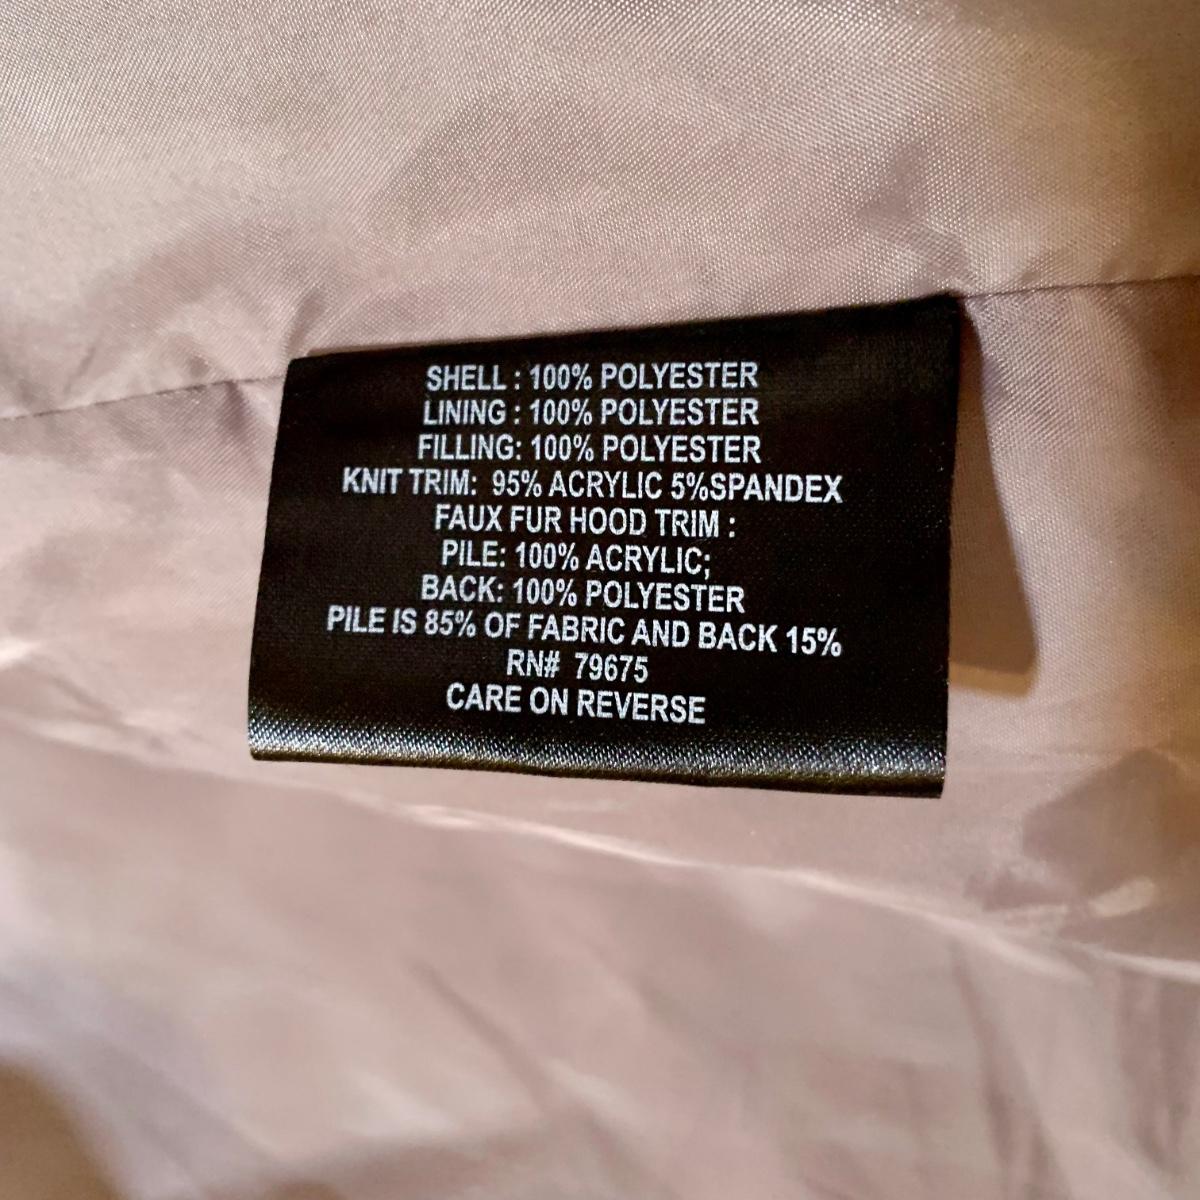 SHELL : 100% POLYESTER
LINING : 100% POLYESTER
FILLING: 100% POLYESTER
KNIT TRIM: 95% ACRYLIC 5%SPANDEX
FAUX FUR HOOD TRIM :
PILE: 100% ACRYLIC;
BACK: 100% POLYESTER
PILE IS 85% OF FABRIC AND BACK 15%
RN# 79675
CARE ON REVERSE